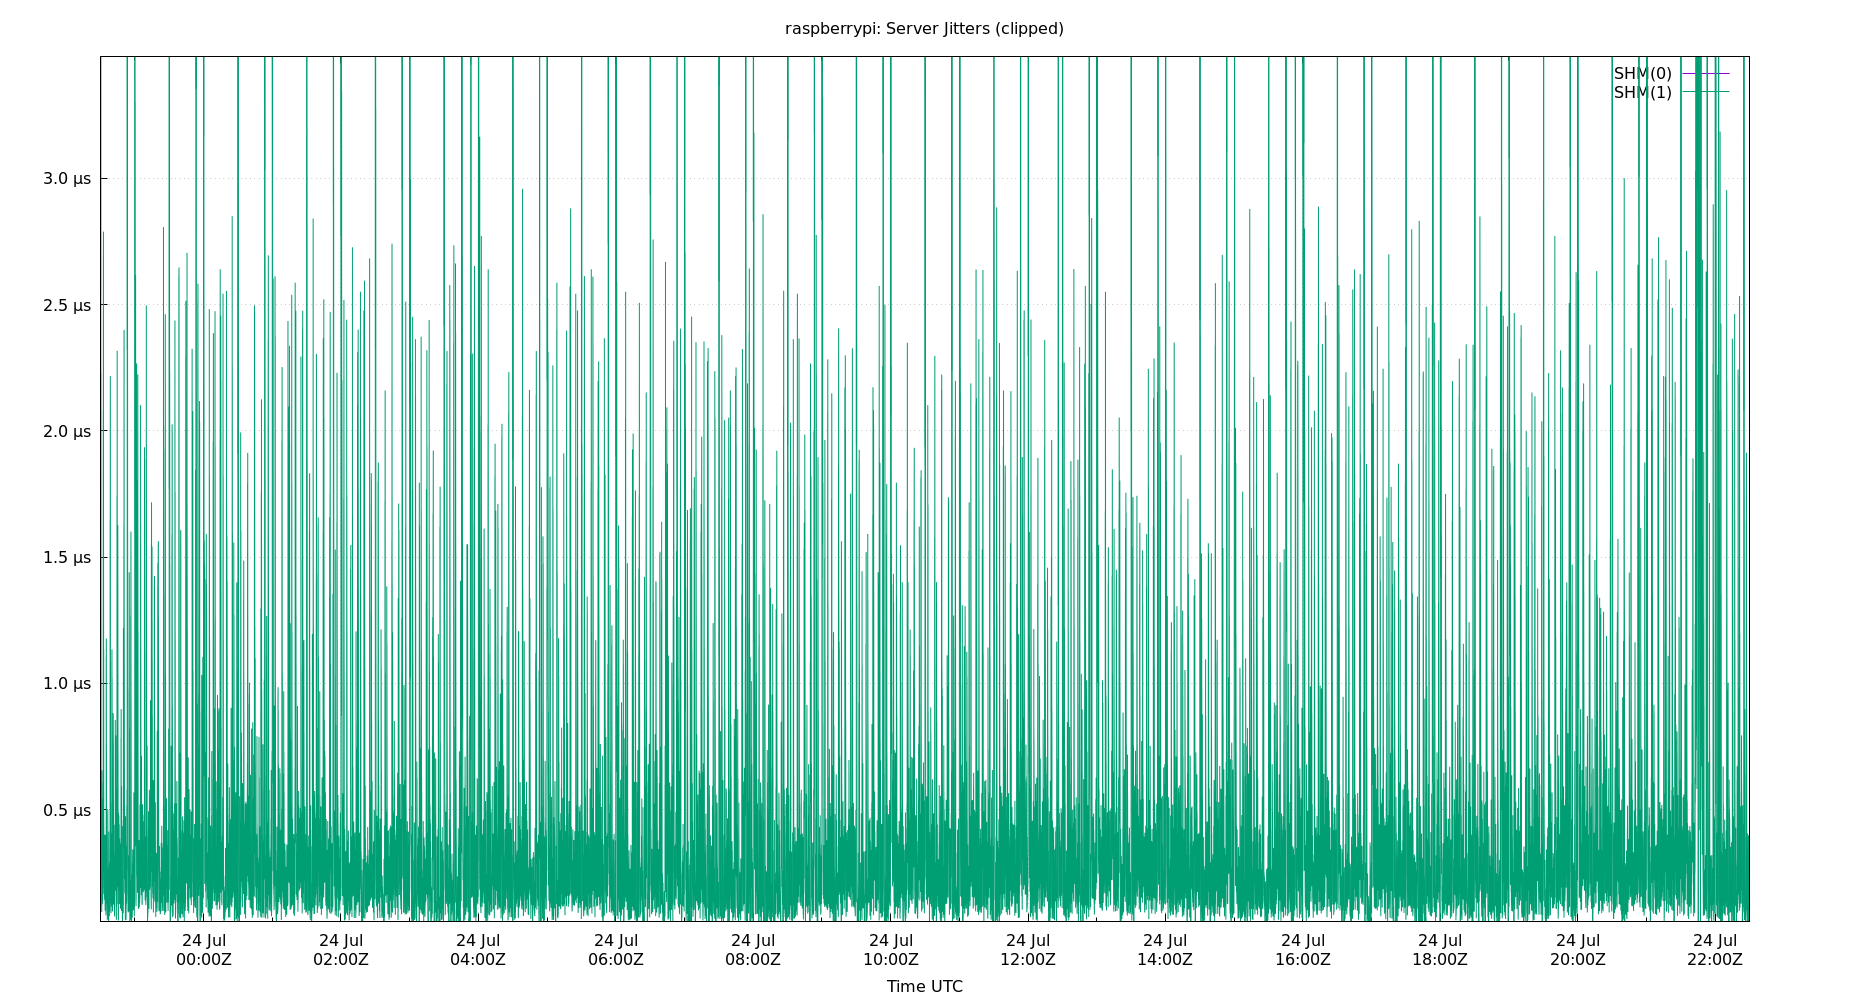 raspberrypi: Server Jitters (clipped)
SHM(0)
SHM(1)
3.0 µs
2.5 µs
2.0 µs
1.5 µs
1.0 µs
0.5 µs
24 Jul 24 Jul 24 Jul 24 Jul 24 Jul 24 Jul 24 Jul 24 Jul 24 Jul 24 Jul 24 Jul 24 Jul
00:00Z 02:00Z 04:00Z 06:00Z 08:00Z 10:00Z 12:00Z 14:00Z 16:00Z 18:00Z 20:00Z 22:00Z
Time UTC